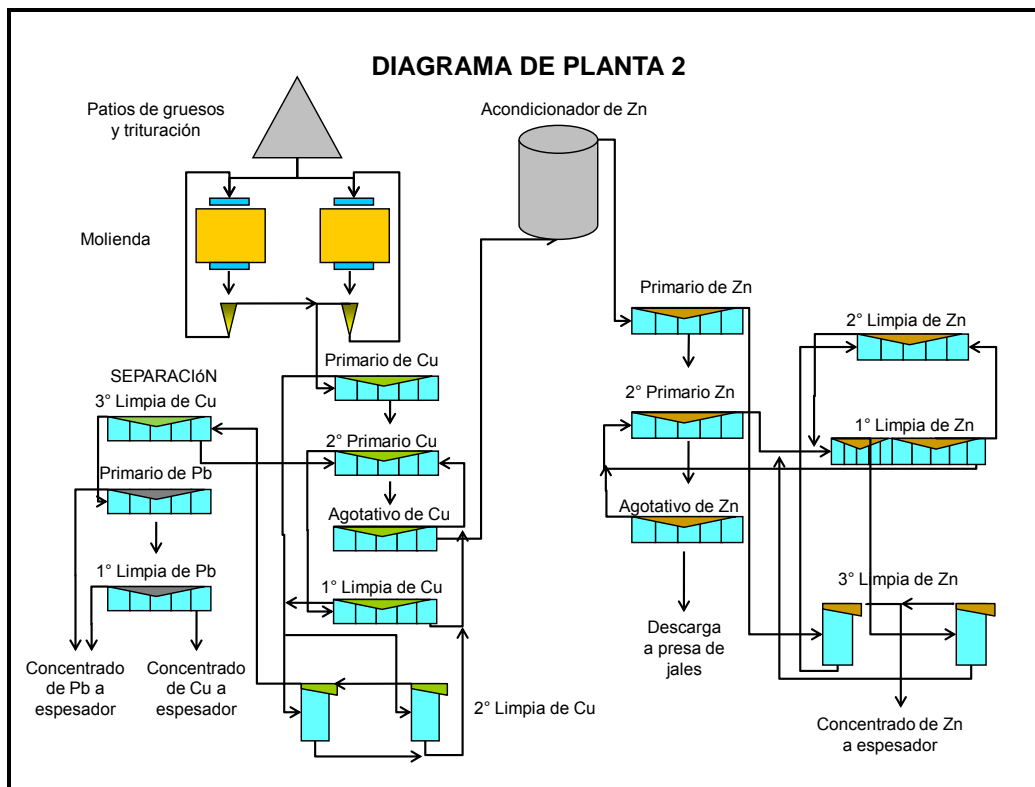 DIAGRAMA DE PLANTA 2
Patios de gruesos
y trituración
Acondicionador de Zn
Molienda
Primario de Zn
2° Limpia de Zn
Primario de Cu
SEPARACIóN
3° Limpia de Cu
2° Primario Zn
1° Limpia de Zn
2° Primario Cu
Primario de Pb
Agotativo de Cu
Agotativo de Zn
1° Limpia de Pb
1° Limpia de Cu
3° Limpia de Zn
Descarga
a presa de
jales
Concentrado
de Pb a
espesador
Concentrado
de Cu a
espesador
2° Limpia de Cu
Concentrado de Zn
a espesador